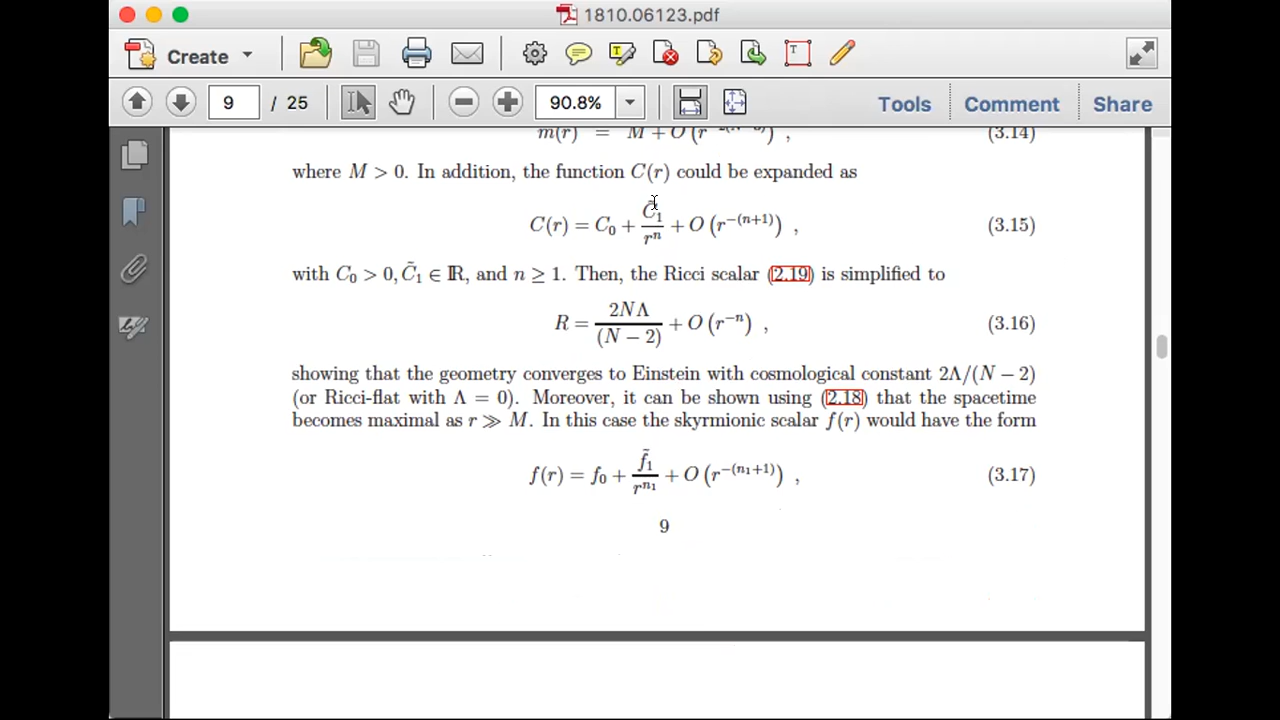 1810.06123.pdf
Create
9 / 25
90.8%
Tools
Comment
Share
m(r) = M + O (r
, (3.14)
where M > 0. In addition, the function C(r) could be expanded as
C(r) = C₀ + C̃₁/rⁿ + O (r^{-(n+1)}) , (3.15)
with C₀ > 0, C̃₁ ∈ ℝ, and n ≥ 1. Then, the Ricci scalar (2.19) is simplified to
R = 2NΛ/(N − 2) + O (r^{-n}) , (3.16)
showing that the geometry converges to Einstein with cosmological constant 2Λ/(N − 2)
(or Ricci-flat with Λ = 0). Moreover, it can be shown using (2.18) that the spacetime
becomes maximal as r ≫ M. In this case the skyrmionic scalar f(r) would have the form
f(r) = f₀ + f̃₁/r^{n₁} + O (r^{-(n₁+1)}) , (3.17)
9